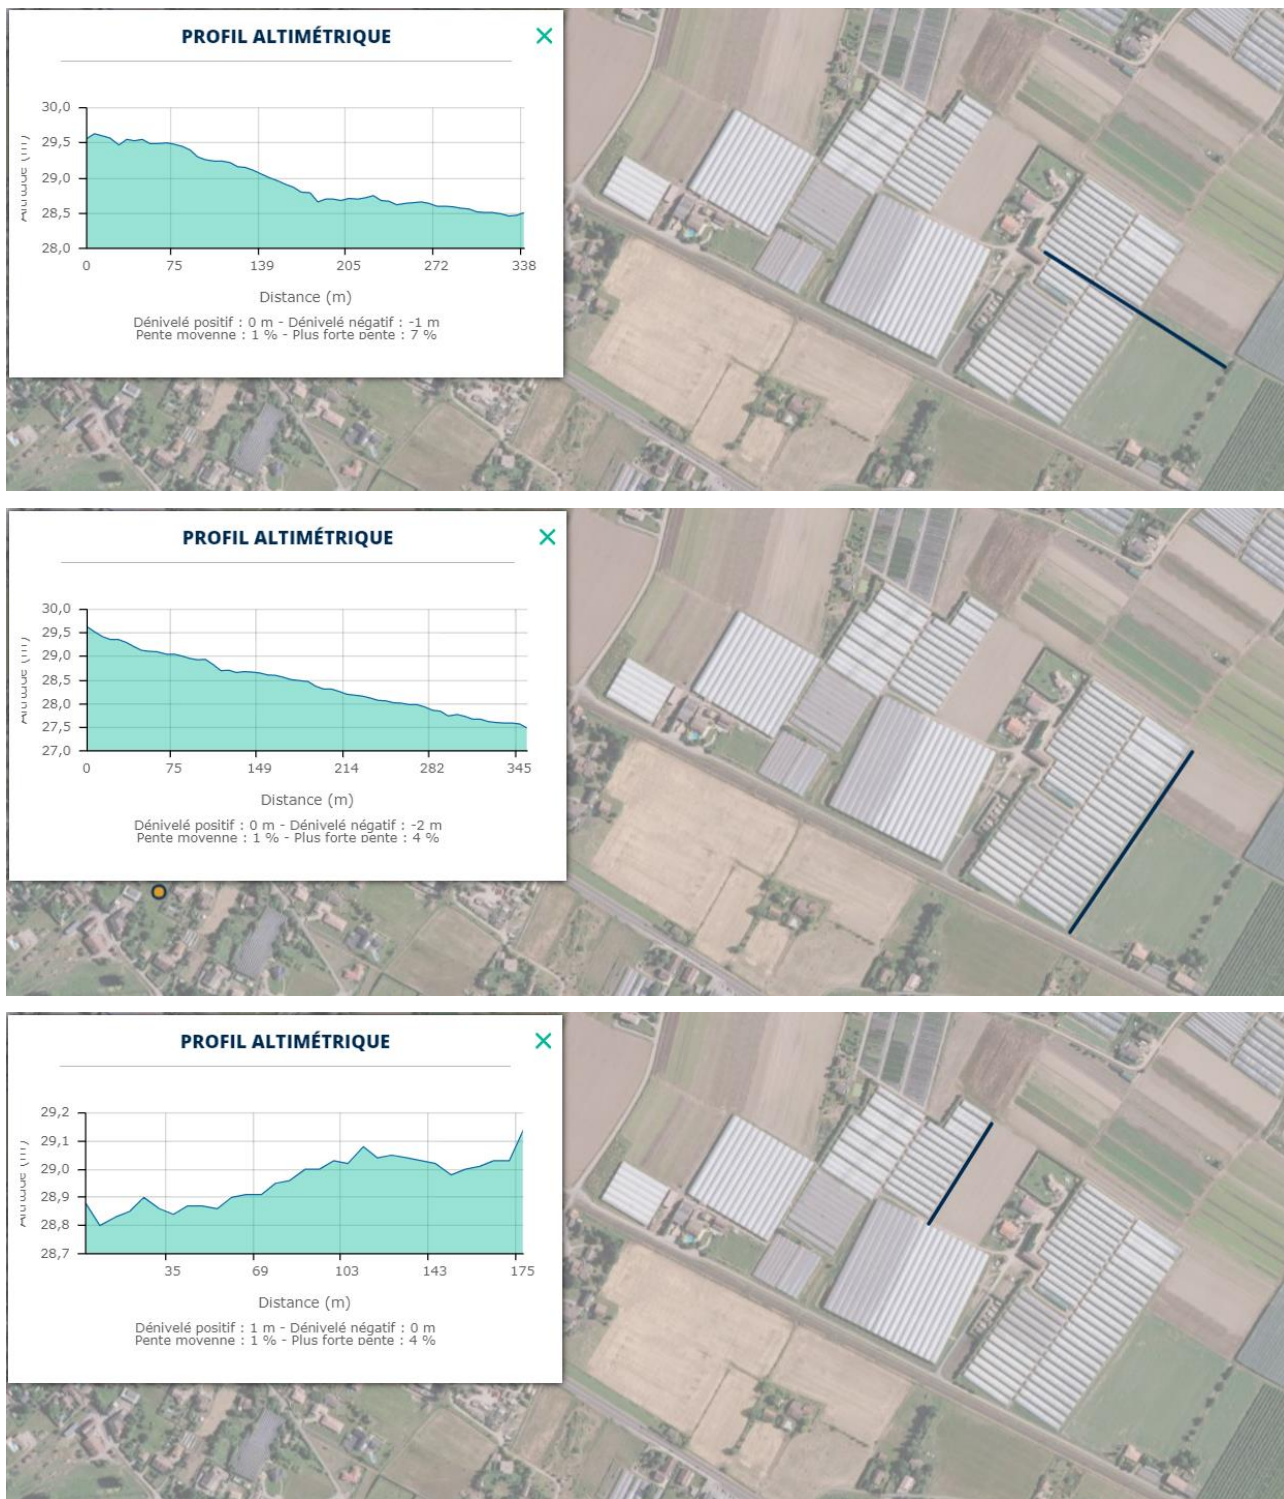 PROFIL ALTIMÉTRIQUE
30,0
29,5
29,0
28,5
28,0
0 75 139 205 272 338
Altitude (m)
Distance (m)
Dénivelé positif : 0 m - Dénivelé négatif : -1 m
Pente moyenne : 1 % - Plus forte pente : 7 %
PROFIL ALTIMÉTRIQUE
30,0
29,5
29,0
28,5
28,0
27,5
27,0
0 75 149 214 282 345
Altitude (m)
Distance (m)
Dénivelé positif : 0 m - Dénivelé négatif : -2 m
Pente moyenne : 1 % - Plus forte pente : 4 %
PROFIL ALTIMÉTRIQUE
29,2
29,1
29,0
28,9
28,8
28,7
35 69 103 143 175
Altitude (m)
Distance (m)
Dénivelé positif : 1 m - Dénivelé négatif : 0 m
Pente moyenne : 1 % - Plus forte pente : 4 %